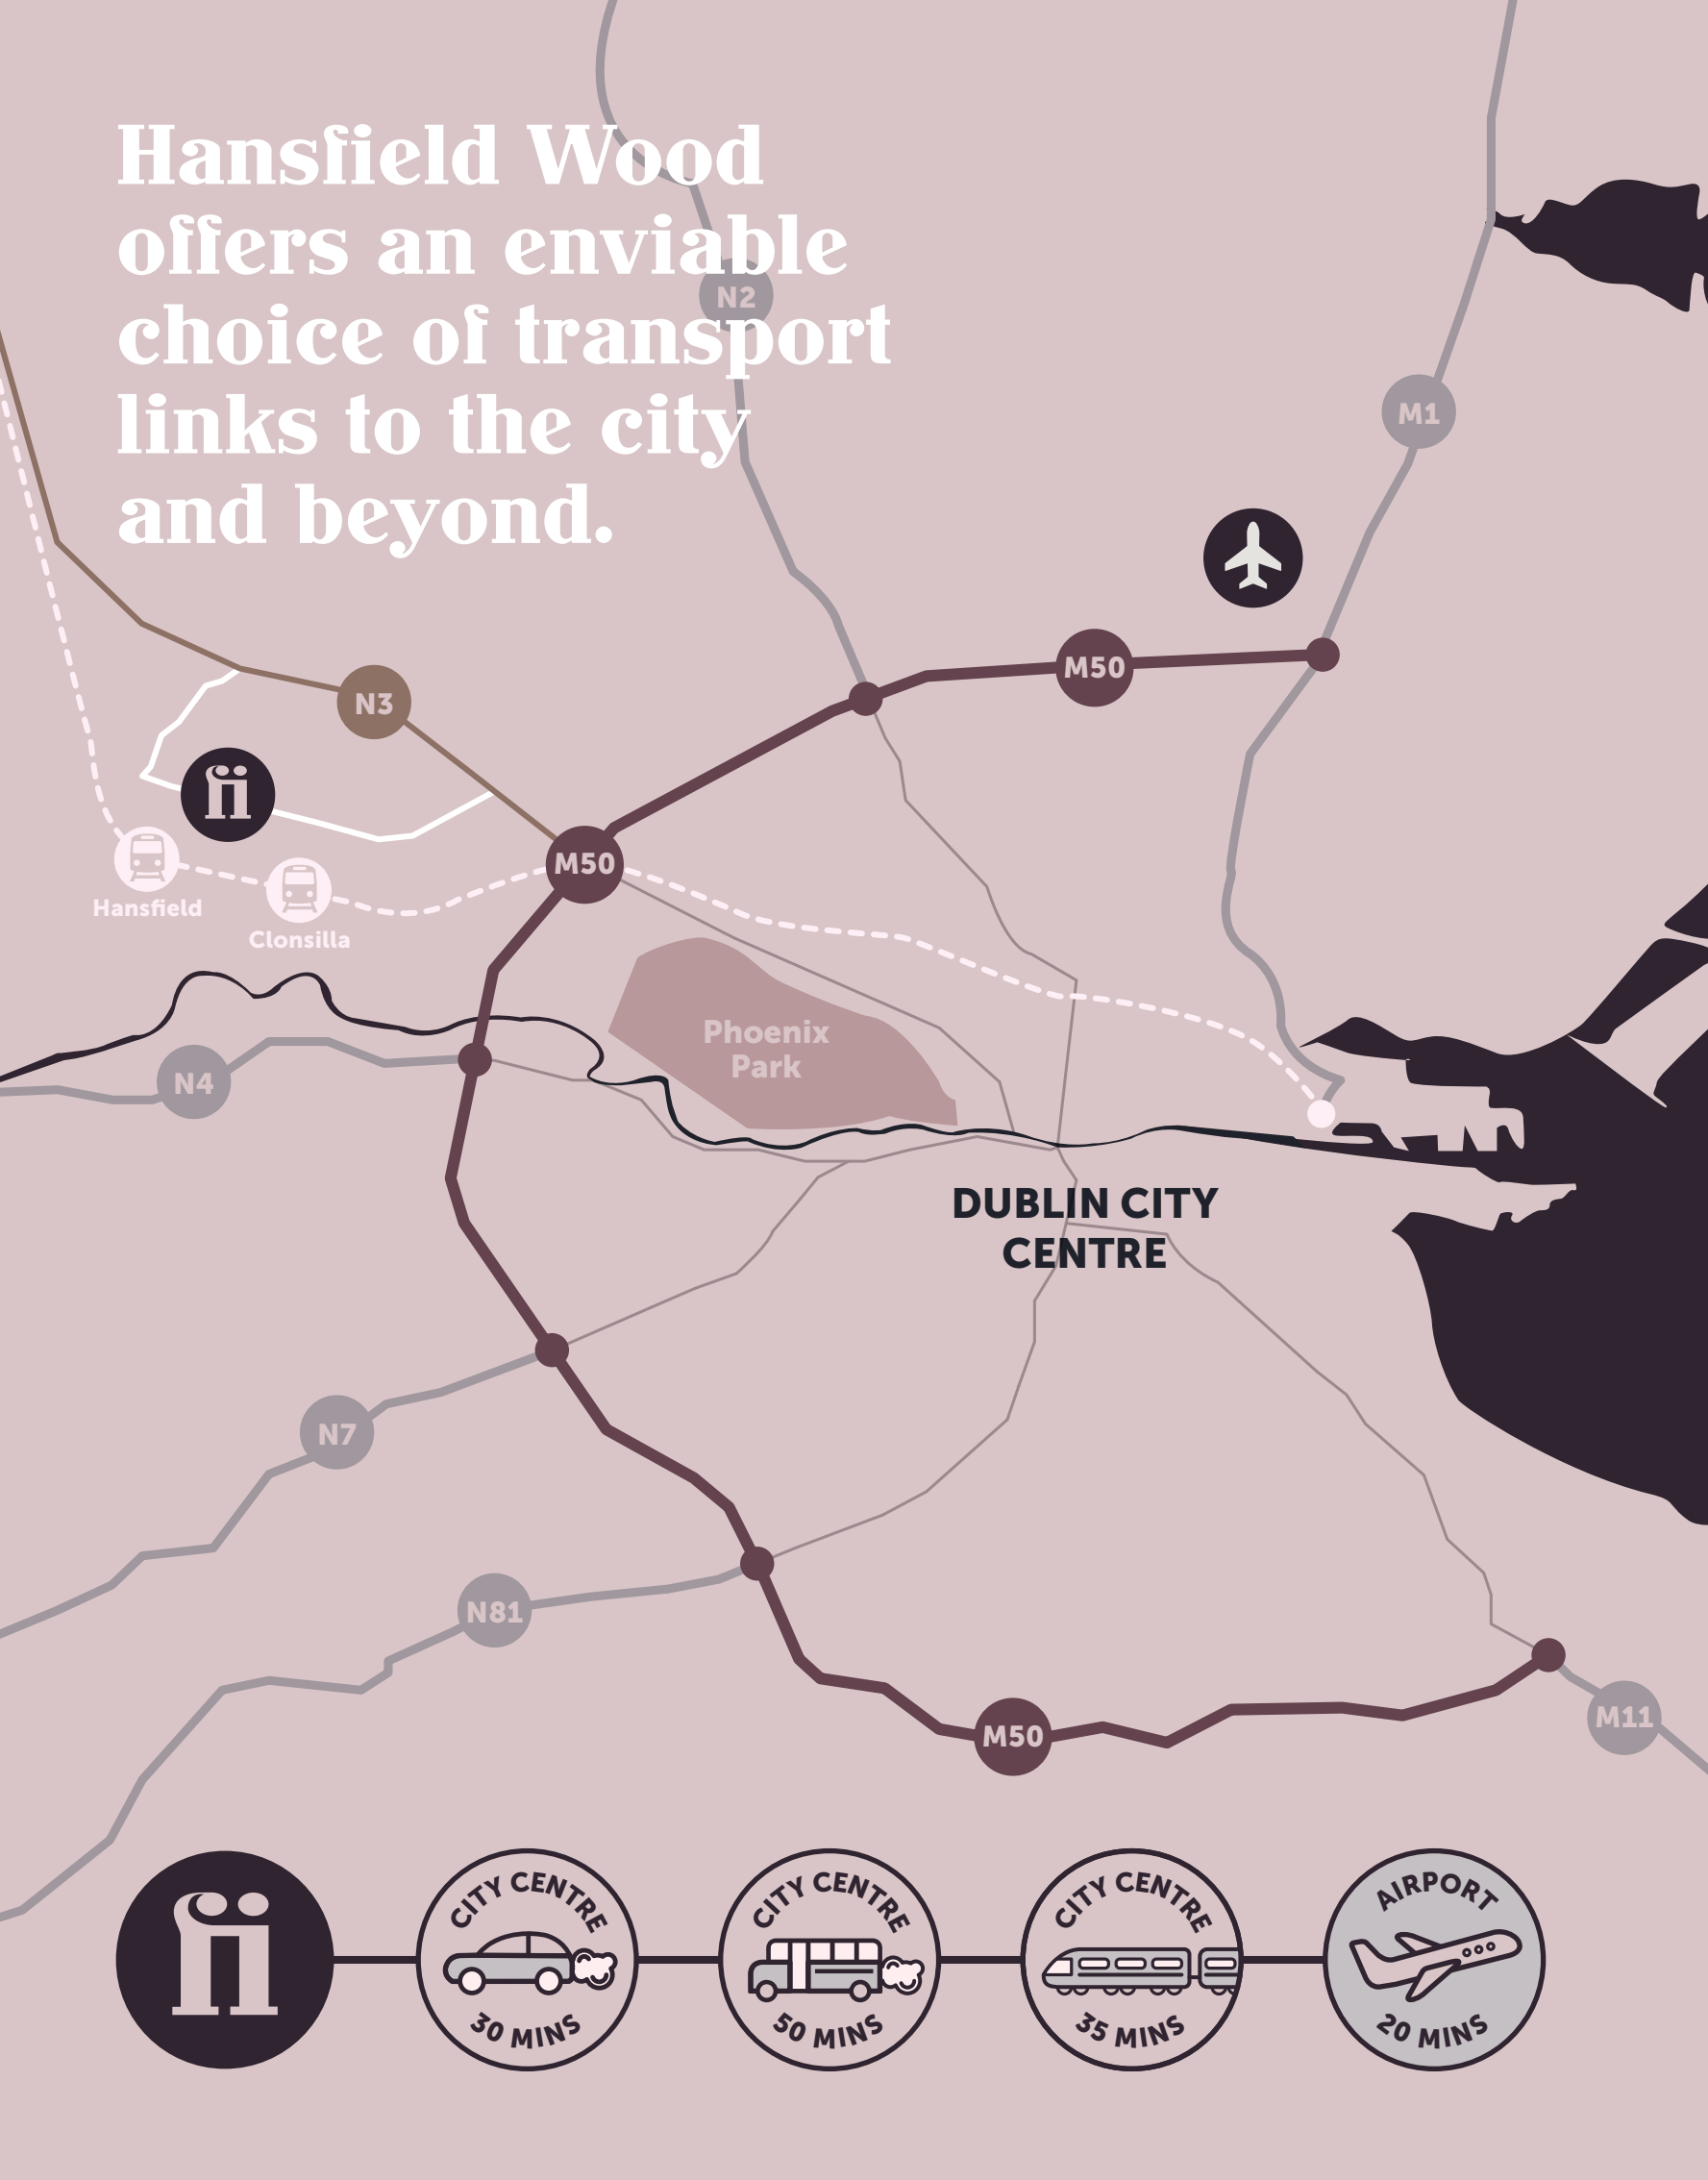 Hansfield Wood
offers an enviable
choice of transport
links to the city
and beyond.
N2
M1
M50
N3
M50
Hansfield
Clonsilla
Phoenix
Park
N4
DUBLIN CITY
CENTRE
N7
N81
M11
M50
CITY CENTRE
30 MINS
CITY CENTRE
50 MINS
CITY CENTRE
35 MINS
AIRPORT
20 MINS